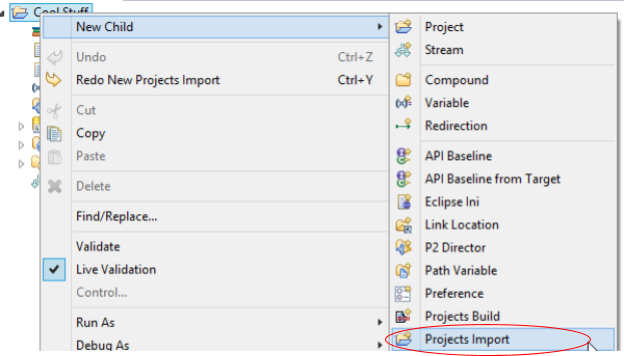 Cool Stuff
New Child
Undo Ctrl+Z
Redo New Projects Import Ctrl+Y
Cut
Copy
Paste
Delete
Find/Replace...
Validate
Live Validation
Control...
Run As
Debug As
Project
Stream
Compound
Variable
Redirection
API Baseline
API Baseline from Target
Eclipse Ini
Link Location
P2 Director
Path Variable
Preference
Projects Build
Projects Import